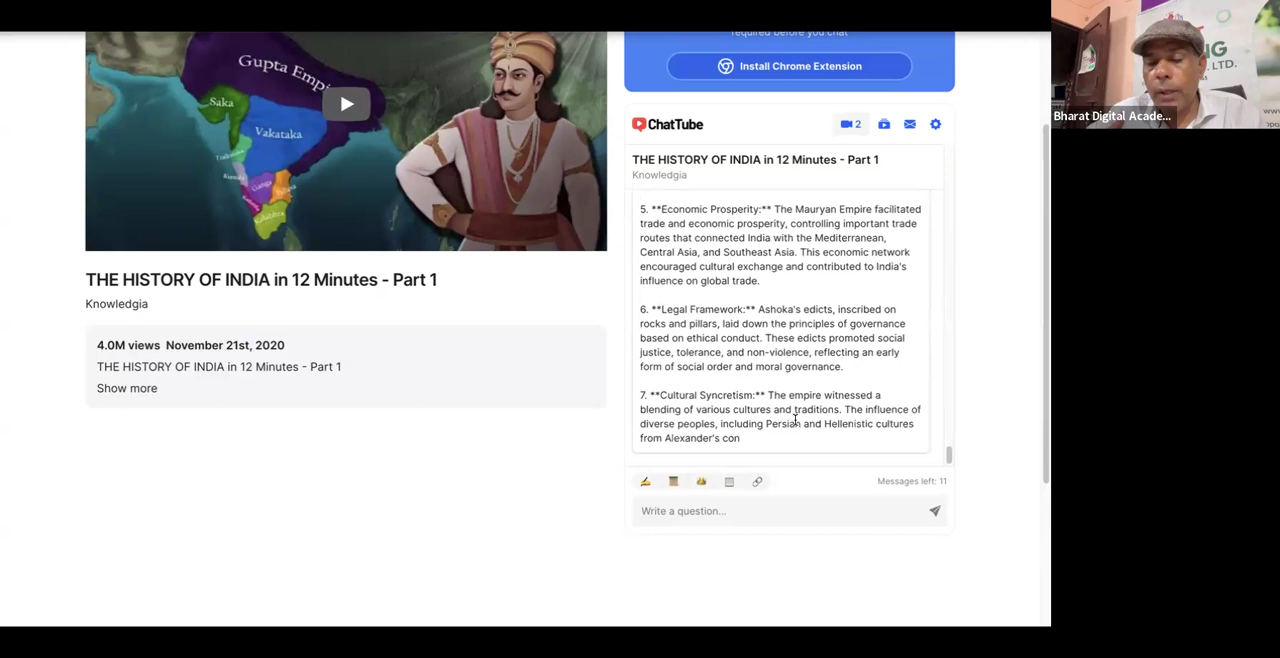 Gupta Empi
Saka
Vakataka
Ganga
required before you chat
Install Chrome Extension
ChatTube
2
THE HISTORY OF INDIA in 12 Minutes - Part 1
Knowledgia
5. **Economic Prosperity:** The Mauryan Empire facilitated
trade and economic prosperity, controlling important trade
routes that connected India with the Mediterranean,
Central Asia, and Southeast Asia. This economic network
encouraged cultural exchange and contributed to India's
influence on global trade.
6. **Legal Framework:** Ashoka's edicts, inscribed on
rocks and pillars, laid down the principles of governance
based on ethical conduct. These edicts promoted social
justice, tolerance, and non-violence, reflecting an early
form of social order and moral governance.
7. **Cultural Syncretism:** The empire witnessed a
blending of various cultures and traditions. The influence of
diverse peoples, including Persian and Hellenistic cultures
from Alexander's con
Messages left: 11
Write a question...
THE HISTORY OF INDIA in 12 Minutes - Part 1
Knowledgia
4.0M views November 21st, 2020
THE HISTORY OF INDIA in 12 Minutes - Part 1
Show more
NG
LTD.
Bharat Digital Acade...